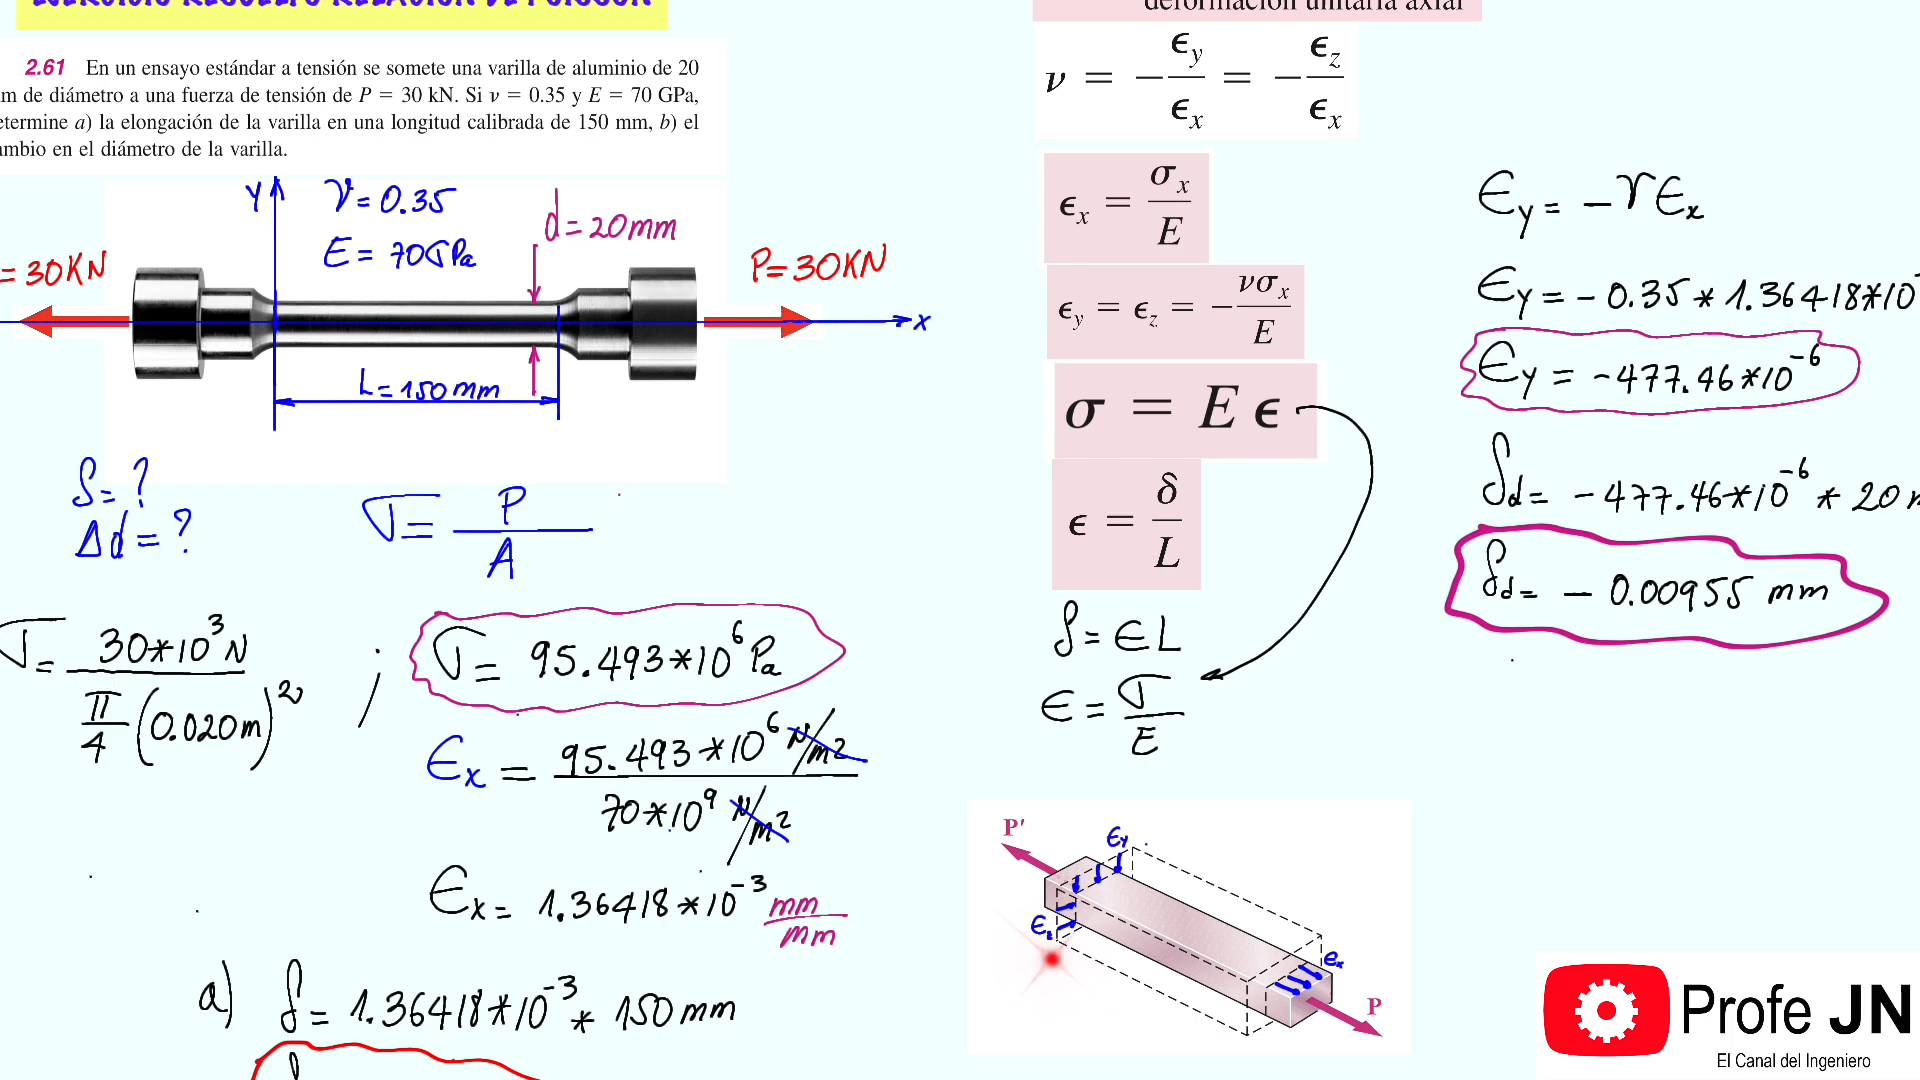 EJERCICIO RESUELTO RELACIÓN DE POISSON
2.61 En un ensayo estándar a tensión se somete una varilla de aluminio de 20
m de diámetro a una fuerza de tensión de P = 30 kN. Si ν = 0.35 y E = 70 GPa,
etermine a) la elongación de la varilla en una longitud calibrada de 150 mm, b) el
mbio en el diámetro de la varilla.
Y
ν = 0.35
E = 70GPa
d = 20mm
= 30KN
P = 30KN
x
L = 150mm
δ = ?
Δd = ?
σ = P / A
σ = 30*10³N / π/4 (0.020m)² ;
σ = 95.493*10⁶ Pa
ϵx = 95.493*10⁶ N/m² / 70*10⁹ N/m²
ϵx = 1.36418*10⁻³ mm/mm
a) δ = 1.36418*10⁻³ * 150mm
deformación unitaria axial
ν = − ϵy/ϵx = − ϵz/ϵx
ϵx = σx/E
ϵy = ϵz = − νσx/E
σ = E ϵ
ϵ = δ/L
δ = ϵL
ϵ = σ/E
P′
ϵy
ϵz
ϵx
P
ϵy = −νϵx
ϵy = −0.35 * 1.36418*10
ϵy = −477.46*10⁻⁶
δd = −477.46*10⁻⁶ * 20
δd = −0.00955 mm
Profe JN
El Canal del Ingeniero